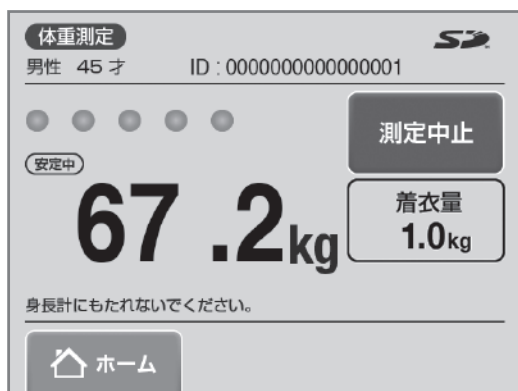 体重測定
SD
男性 45才 ID : 0000000000000001
測定中止
安定中
67.2kg
着衣量
1.0kg
身長計にもたれないでください。
ホーム